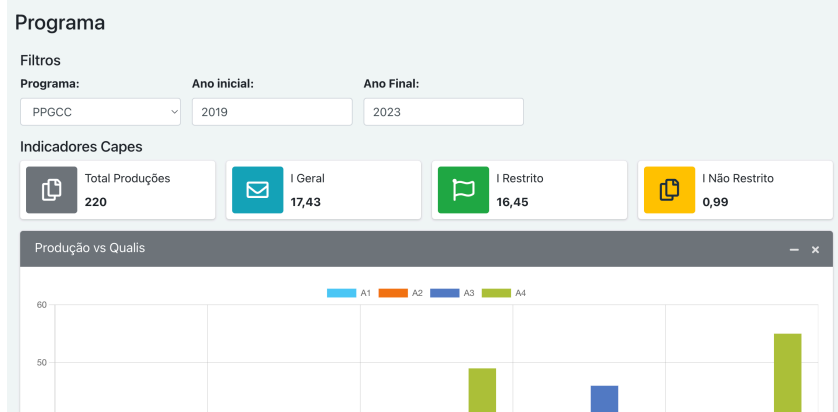 Programa
Filtros
Programa: Ano inicial: Ano Final:
PPGCC 2019 2023
Indicadores Capes
Total Produções I Geral I Restrito I Não Restrito
220 17,43 16,45 0,99
Produção vs Qualis
A1 A2 A3 A4
60
50